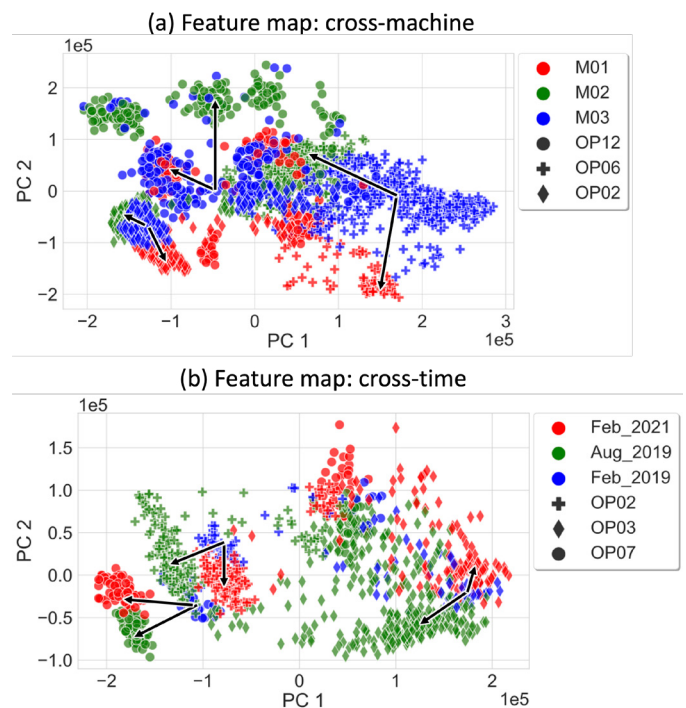 (a) Feature map: cross-machine
1e5
2
1
0
−1
−2
PC 2
−2 −1 0 1 2 3
PC 1
1e5
M01
M02
M03
OP12
OP06
OP02
(b) Feature map: cross-time
1e5
1.5
1.0
0.5
0.0
−0.5
−1.0
PC 2
−2 −1 0 1 2
PC 1
1e5
Feb_2021
Aug_2019
Feb_2019
OP02
OP03
OP07